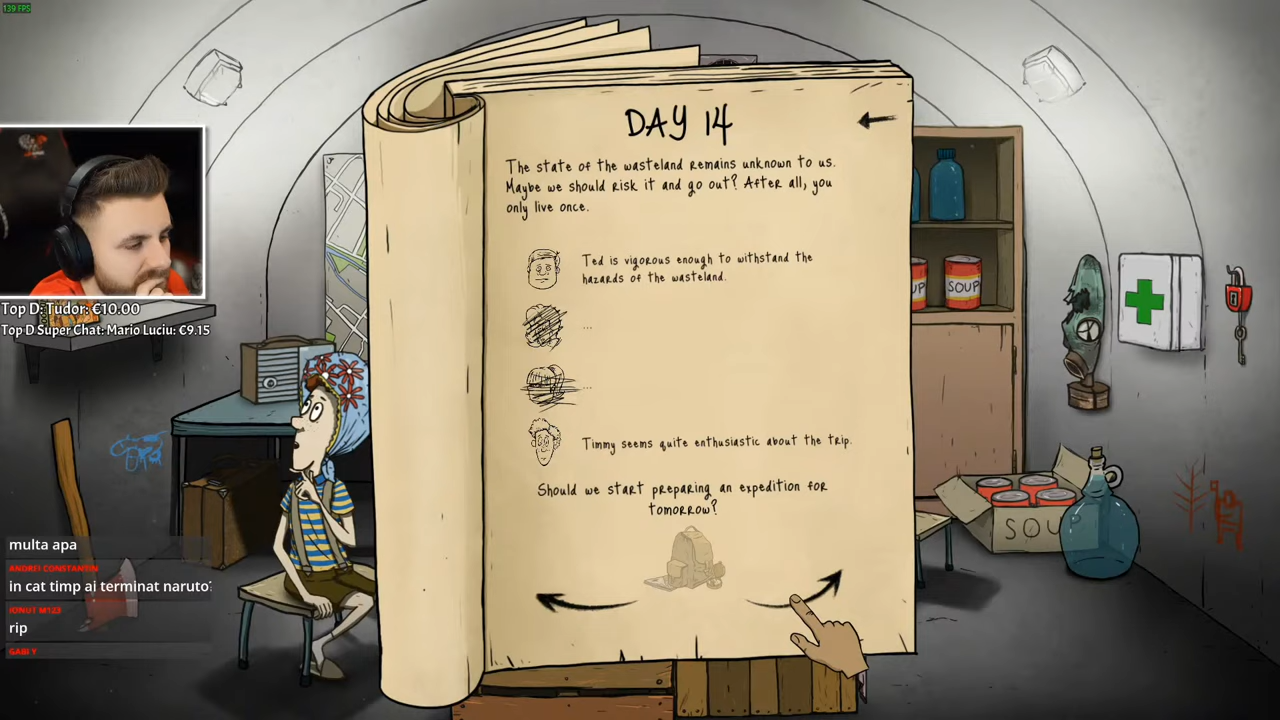 139 FPS
DAY 14
The state of the wasteland remains unknown to us.
Maybe we should risk it and go out? After all, you
only live once.
Ted is vigorous enough to withstand the
hazards of the wasteland.
...
...
Timmy seems quite enthusiastic about the trip.
Should we start preparing an expedition for
tomorrow?
Top D: Tudor: €10.00
Top D Super Chat: Mario Luciu: €9.15
multa apa
ANDREI CONSTANTIN
in cat timp ai terminat naruto?
IONUT M123
rip
GABI Y
SOUP
SOUP